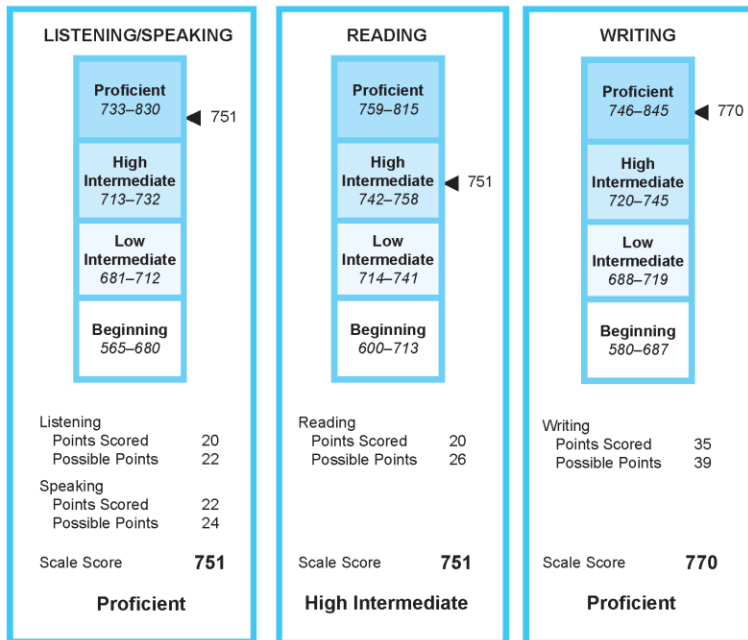 LISTENING/SPEAKING
Proficient
733–830
751
High
Intermediate
713–732
Low
Intermediate
681–712
Beginning
565–680
Listening
Points Scored 20
Possible Points 22
Speaking
Points Scored 22
Possible Points 24
Scale Score 751
Proficient
READING
Proficient
759–815
High
Intermediate
742–758
751
Low
Intermediate
714–741
Beginning
600–713
Reading
Points Scored 20
Possible Points 26
Scale Score 751
High Intermediate
WRITING
Proficient
746–845
770
High
Intermediate
720–745
Low
Intermediate
688–719
Beginning
580–687
Writing
Points Scored 35
Possible Points 39
Scale Score 770
Proficient